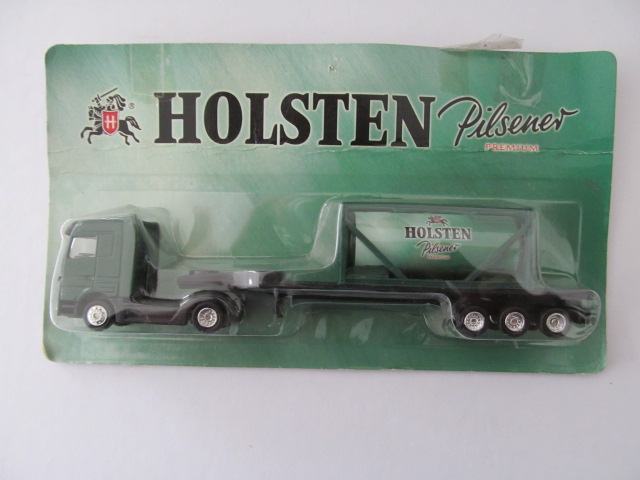 H ® HOLSTEN Pilsener
PREMIUM
HOLSTEN
Pilsener